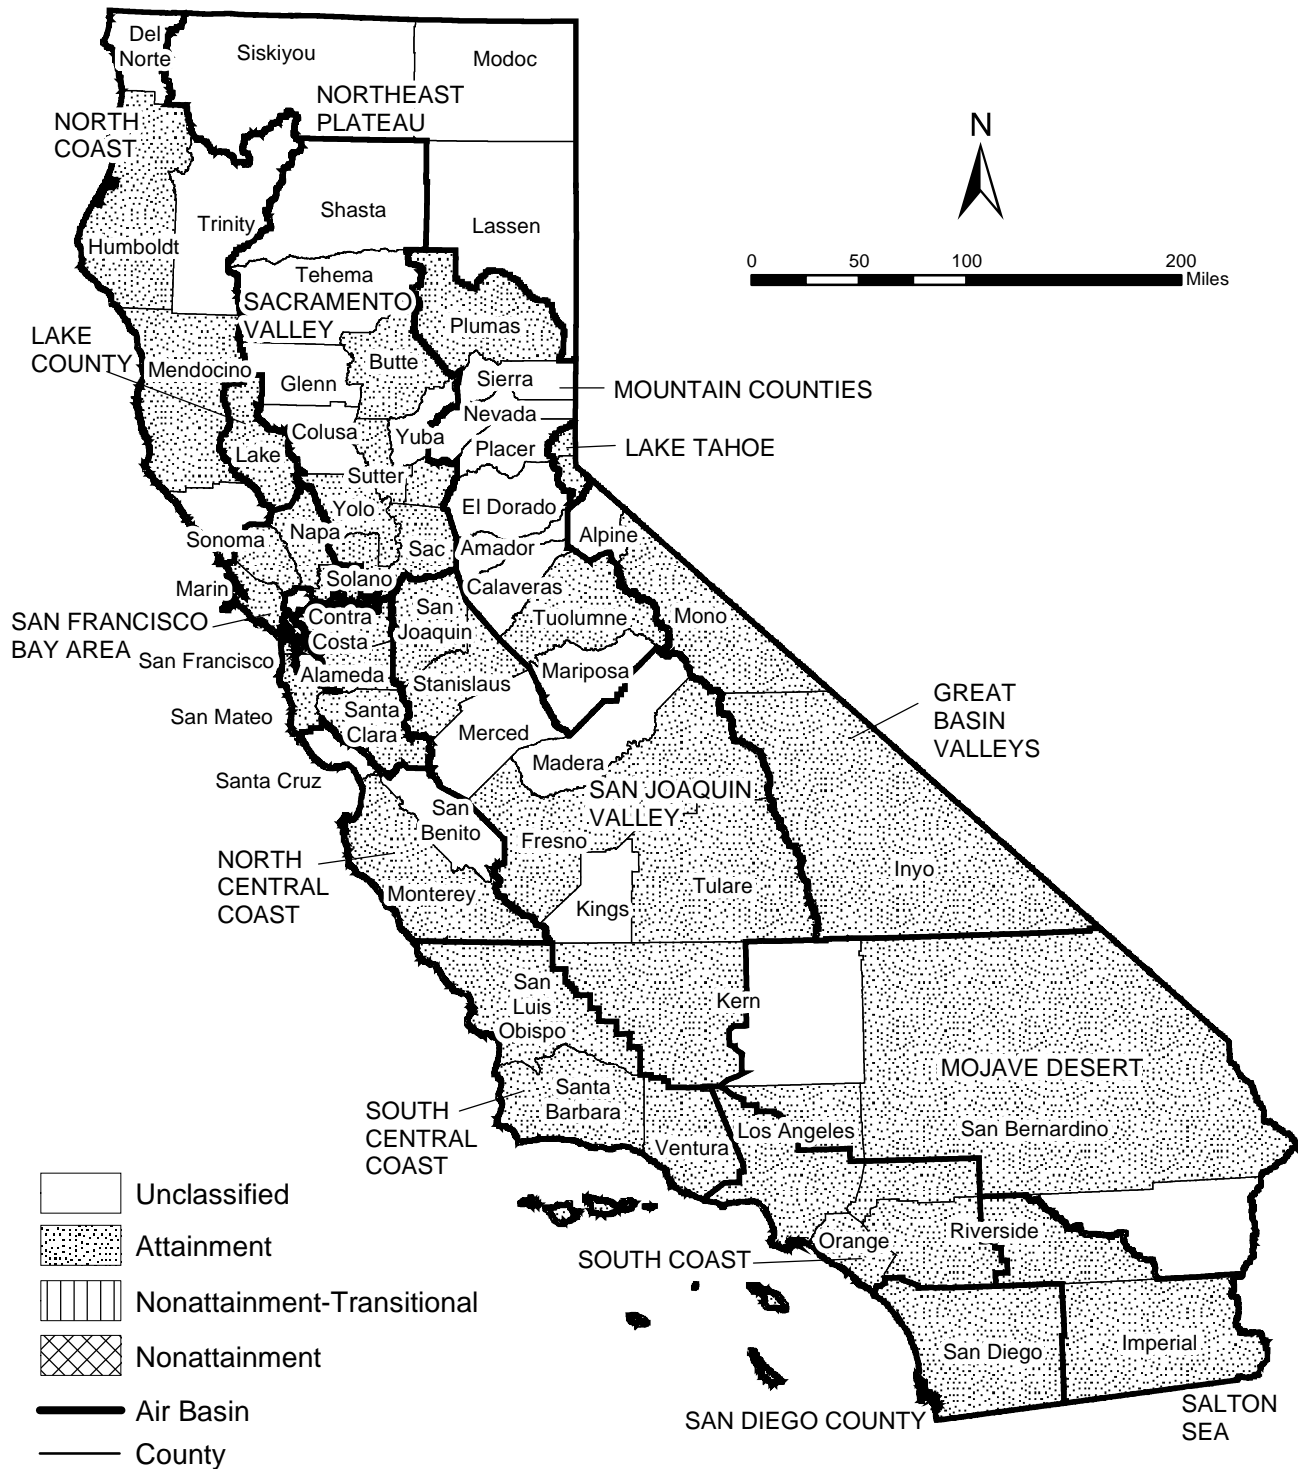 Del
Norte
Siskiyou
Modoc
NORTHEAST
PLATEAU
NORTH
COAST
N
Trinity
Shasta
Lassen
Humboldt
0 50 100 200
Miles
Tehema
SACRAMENTO
VALLEY
LAKE
COUNTY
Plumas
Mendocino
Butte
Glenn
Sierra
MOUNTAIN COUNTIES
Nevada
Colusa
Yuba
Placer
LAKE TAHOE
Lake
Sutter
El Dorado
Yolo
Napa
Sonoma
Sac
Amador
Alpine
Solano
Marin
Calaveras
San
Joaquin
Contra
Costa
Tuolumne
Mono
SAN FRANCISCO
BAY AREA
San Francisco
Mariposa
Alameda
Stanislaus
GREAT
BASIN
VALLEYS
San Mateo
Santa
Clara
Merced
Madera
Santa Cruz
SAN JOAQUIN
VALLEY
San
Benito
Fresno
NORTH
CENTRAL
COAST
Monterey
Kings
Tulare
Inyo
San
Luis
Obispo
Kern
MOJAVE DESERT
Santa
Barbara
SOUTH
CENTRAL
COAST
Ventura
Los Angeles
San Bernardino
Unclassified
Attainment
Nonattainment-Transitional
Nonattainment
Air Basin
County
Orange
Riverside
SOUTH COAST
San Diego
Imperial
SAN DIEGO COUNTY
SALTON
SEA